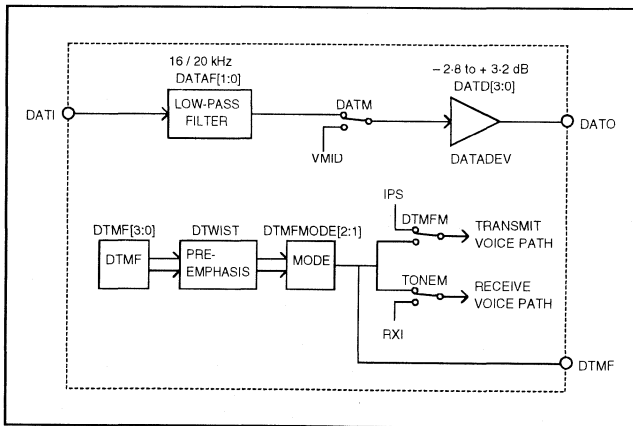 16 / 20 kHz
DATAF[1:0]
– 2·8 to + 3·2 dB
DATD[3:0]
DATI
LOW-PASS
FILTER
DATM
VMID
DATADEV
DATO
DTMF[3:0]
DTWIST
DTMFMODE[2:1]
DTMF
PRE-
EMPHASIS
MODE
IPS
DTMFM
TRANSMIT
VOICE PATH
TONEM
RECEIVE
VOICE PATH
RXI
DTMF